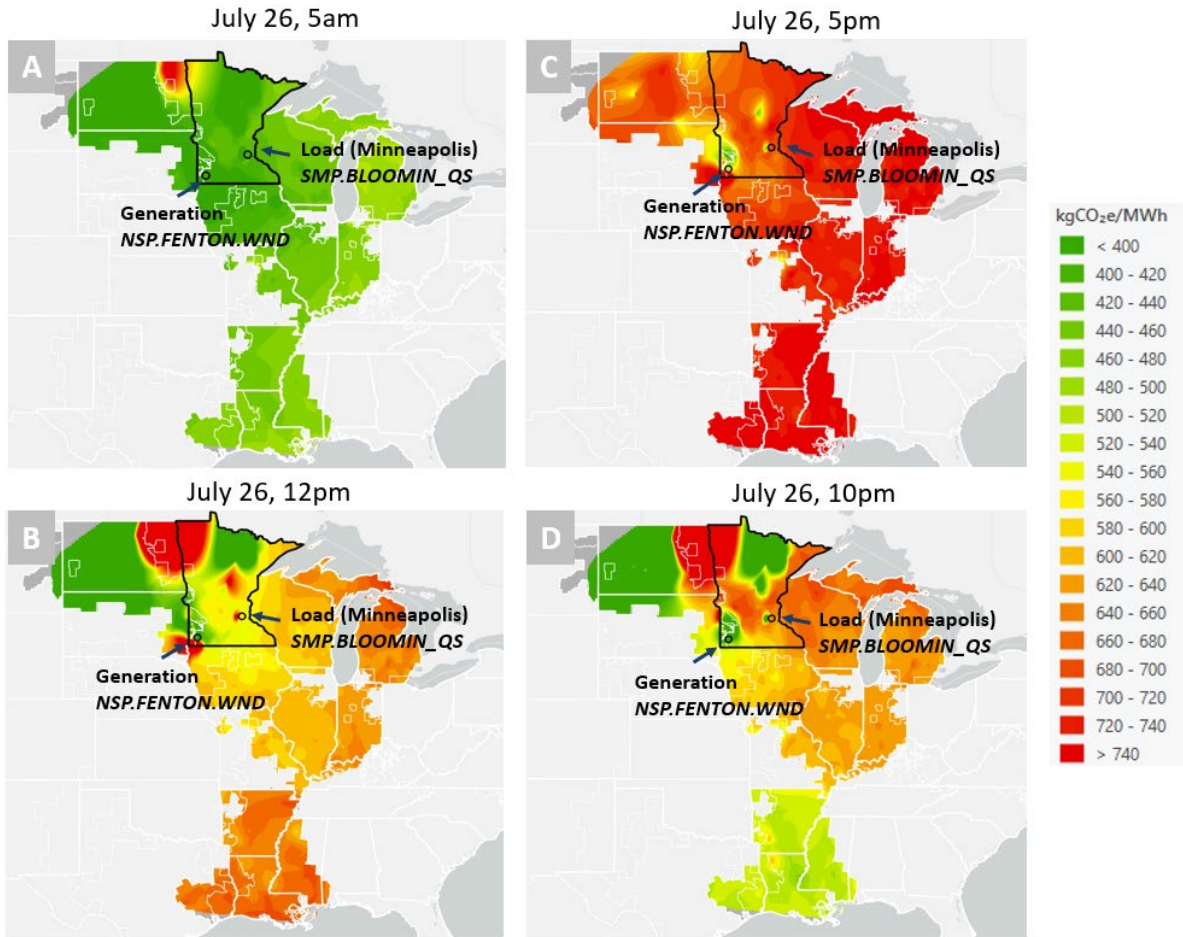 July 26, 5am
A
Load (Minneapolis)
SMP.BLOOMIN_QS
Generation
NSP.FENTON.WND
July 26, 5pm
C
Load (Minneapolis)
SMP.BLOOMIN_QS
Generation
NSP.FENTON.WND
July 26, 12pm
B
Load (Minneapolis)
SMP.BLOOMIN_QS
Generation
NSP.FENTON.WND
July 26, 10pm
D
Load (Minneapolis)
SMP.BLOOMIN_QS
Generation
NSP.FENTON.WND
kgCO₂e/MWh
< 400
400 - 420
420 - 440
440 - 460
460 - 480
480 - 500
500 - 520
520 - 540
540 - 560
560 - 580
580 - 600
600 - 620
620 - 640
640 - 660
660 - 680
680 - 700
700 - 720
720 - 740
> 740